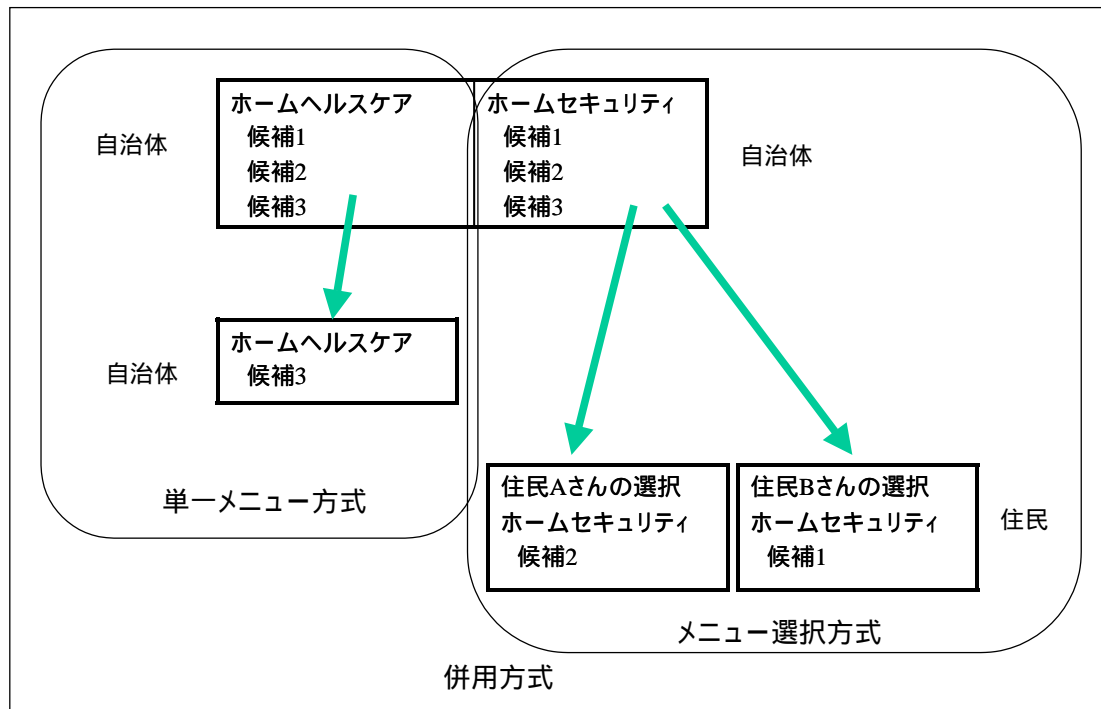 自治体
ホームヘルスケア
候補1
候補2
候補3
ホームセキュリティ
候補1
候補2
候補3
自治体
自治体
ホームヘルスケア
候補3
単一メニュー方式
住民Aさんの選択
ホームセキュリティ
候補2
住民Bさんの選択
ホームセキュリティ
候補1
住民
メニュー選択方式
併用方式